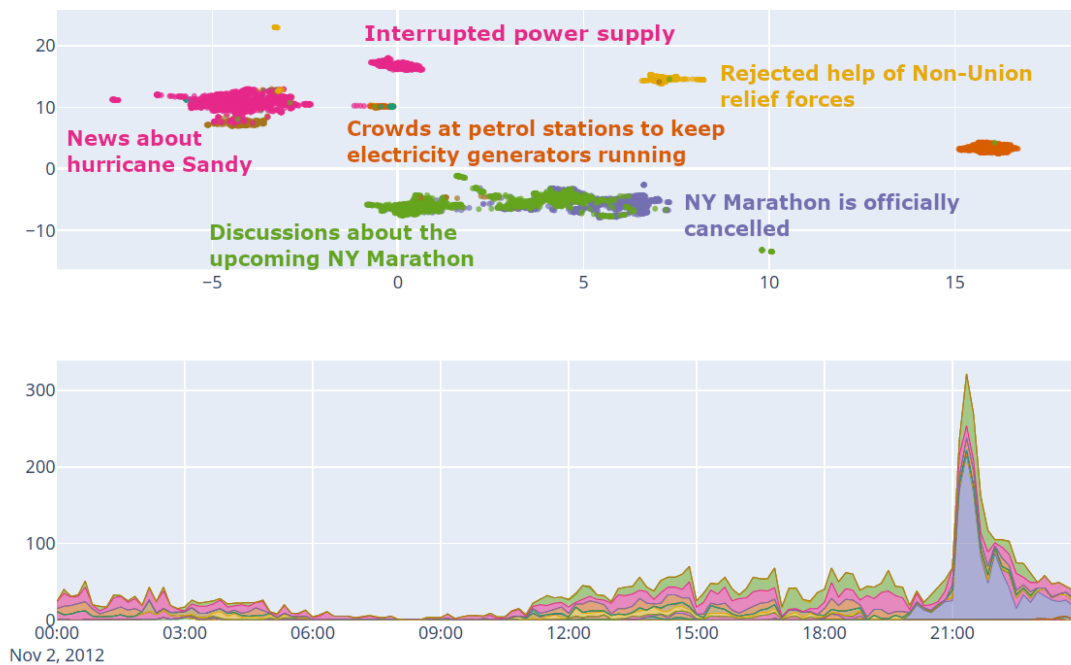 Interrupted power supply
20
Rejected help of Non-Union
relief forces
10
Crowds at petrol stations to keep
electricity generators running
News about
hurricane Sandy
0
NY Marathon is officially
cancelled
Discussions about the
upcoming NY Marathon
−10
−5 0 5 10 15
300
200
100
0
00:00 03:00 06:00 09:00 12:00 15:00 18:00 21:00
Nov 2, 2012